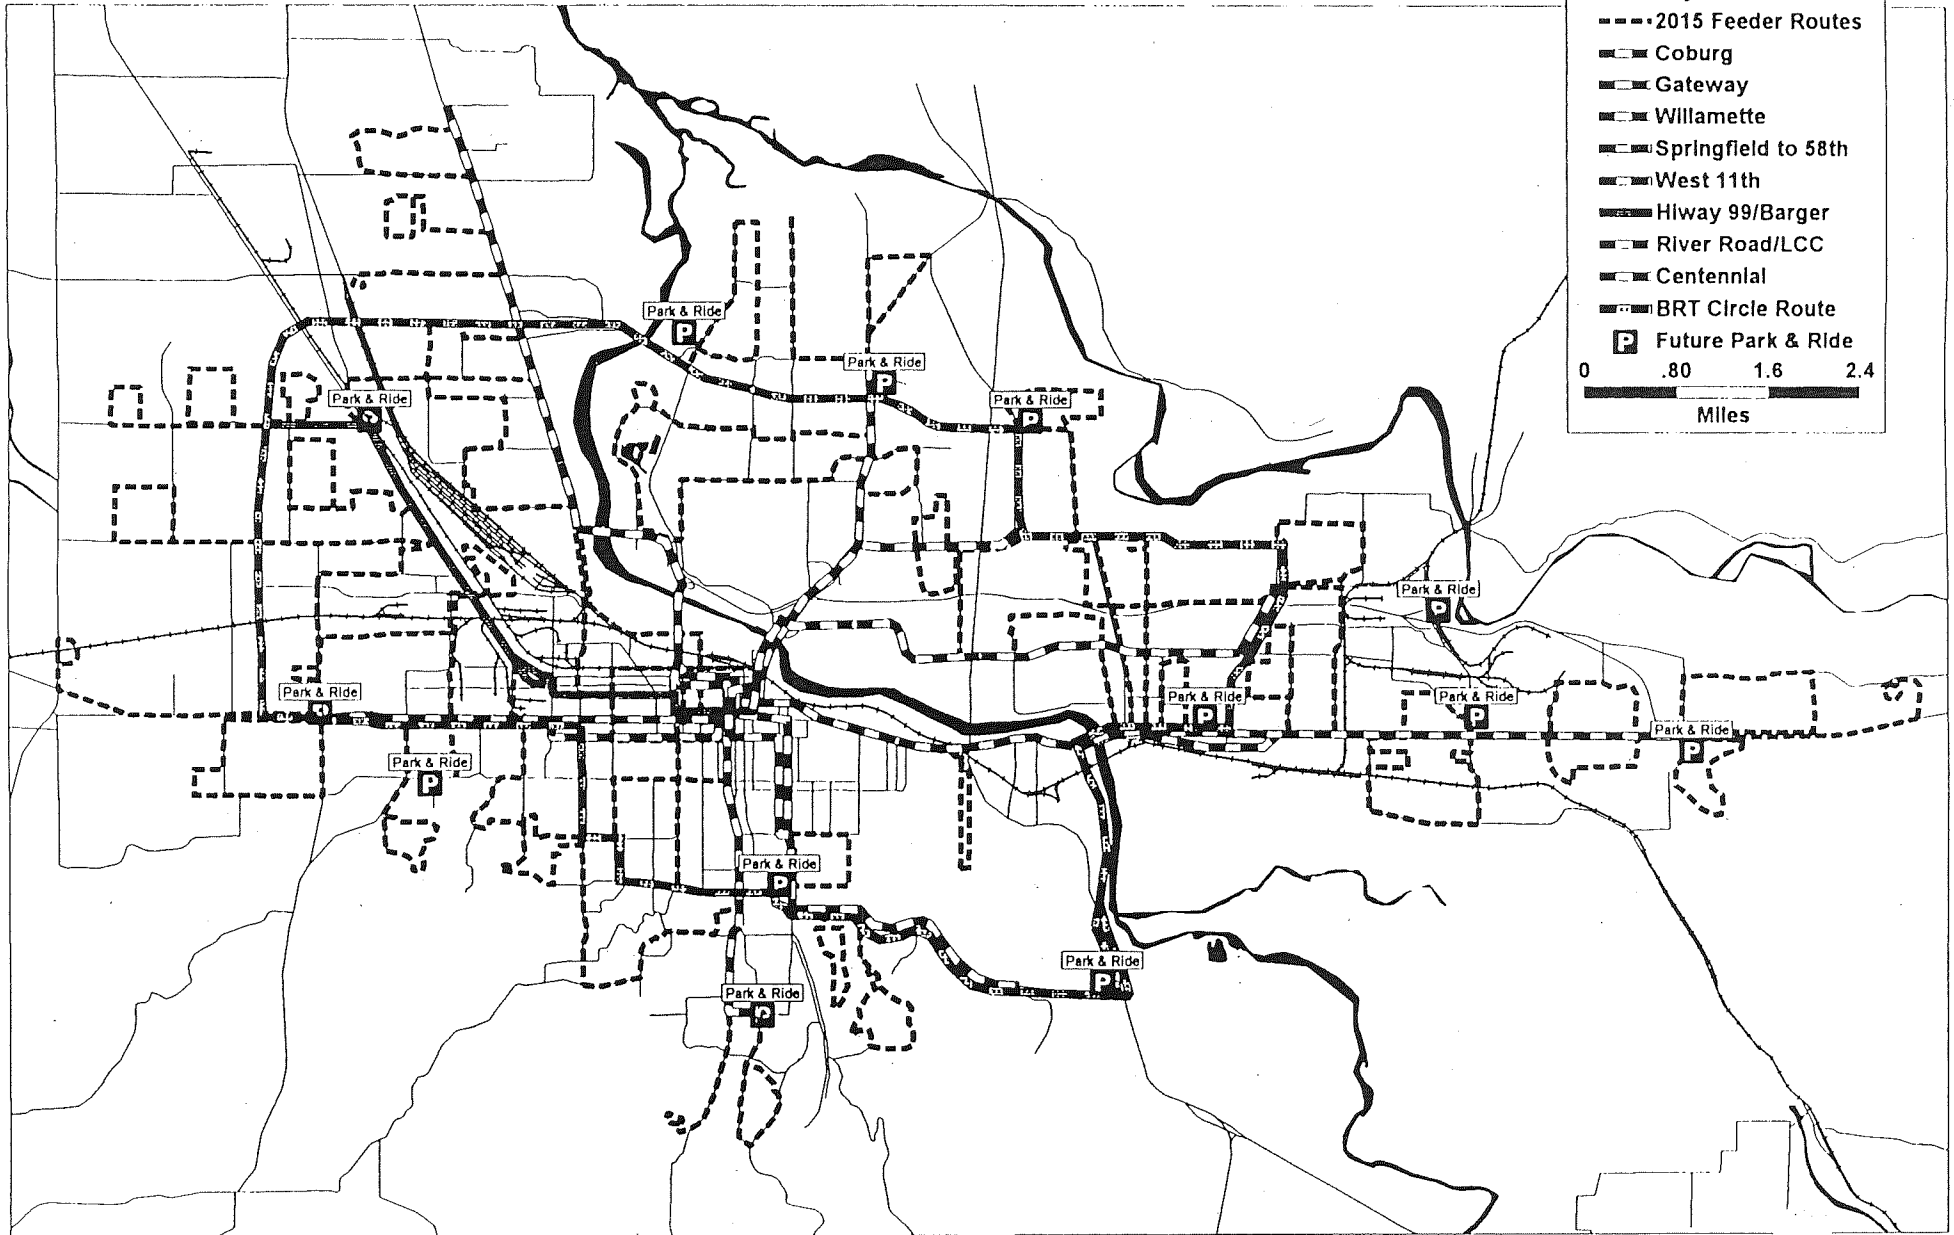 2015 Feeder Routes
Coburg
Gateway
Willamette
Springfield to 58th
West 11th
Hiway 99/Barger
River Road/LCC
Centennial
BRT Circle Route
P Future Park & Ride
0 .80 1.6 2.4
Miles
Park & Ride
P
Park & Ride
P
Park & Ride
Park & Ride
P
Park & Ride
P
Park & Ride
Park & Ride
P
Park & Ride
P
Park & Ride
P
Park & Ride
P
Park & Ride
P
Park & Ride
P
Park & Ride
P